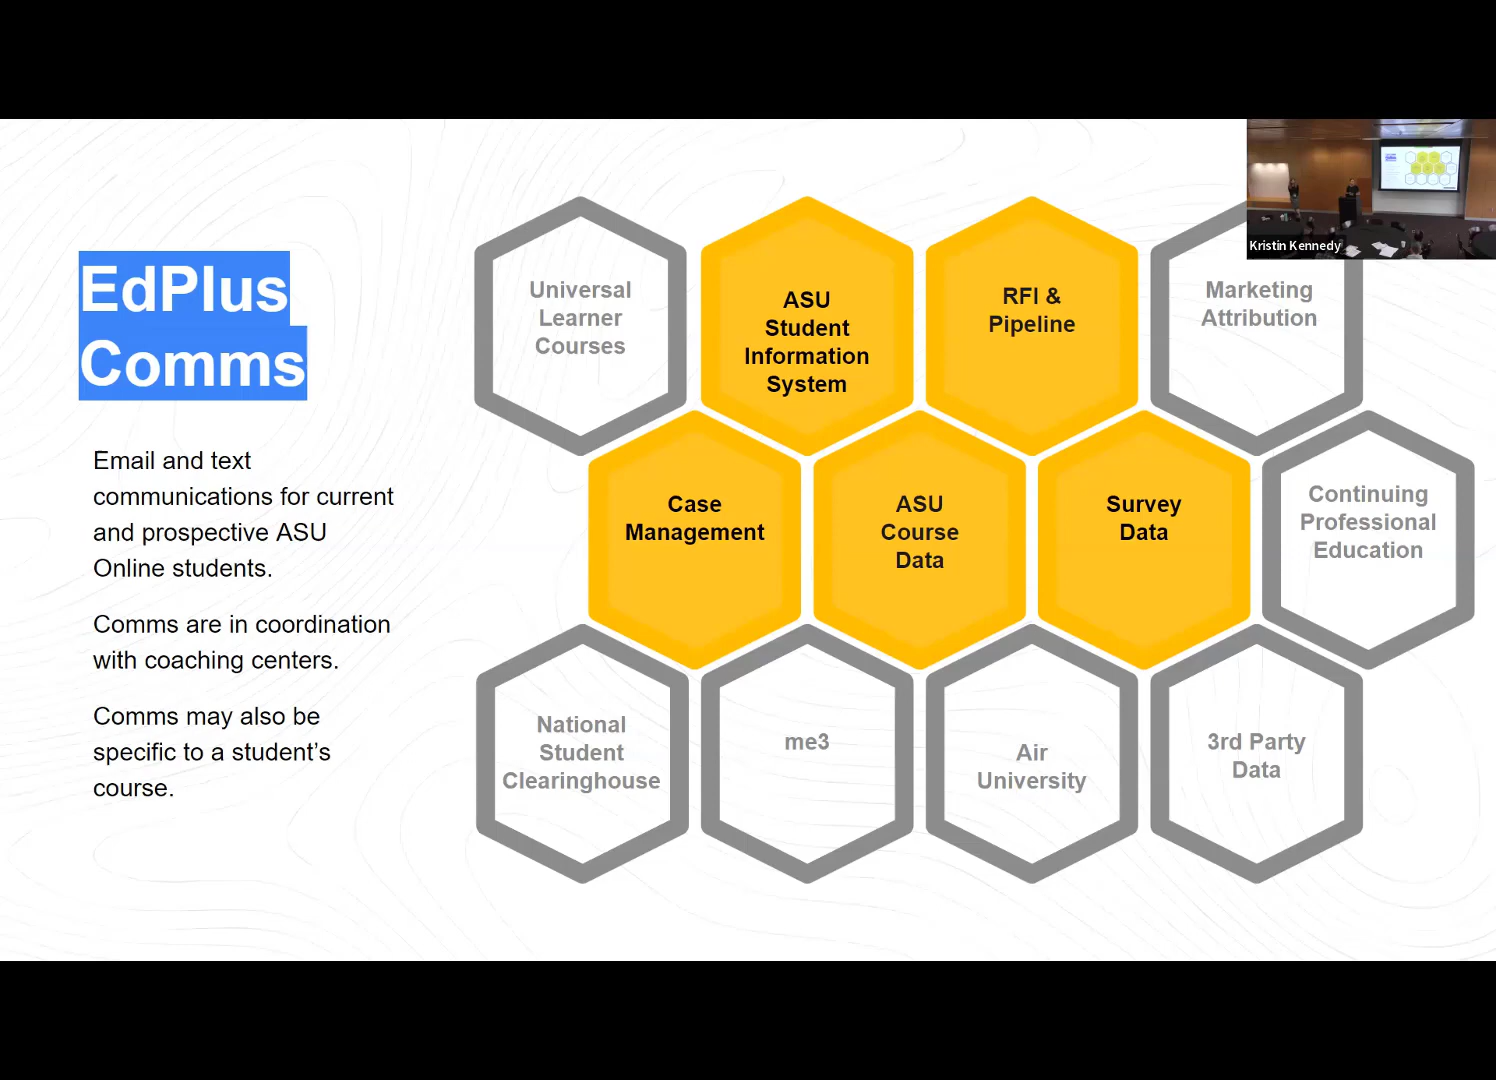 Kristin Kennedy
EdPlus
Comms
Email and text
communications for current
and prospective ASU
Online students.
Comms are in coordination
with coaching centers.
Comms may also be
specific to a student’s
course.
Universal
Learner
Courses
ASU
Student
Information
System
RFI &
Pipeline
Marketing
Attribution
Case
Management
ASU
Course
Data
Survey
Data
Continuing
Professional
Education
National
Student
Clearinghouse
me3
Air
University
3rd Party
Data